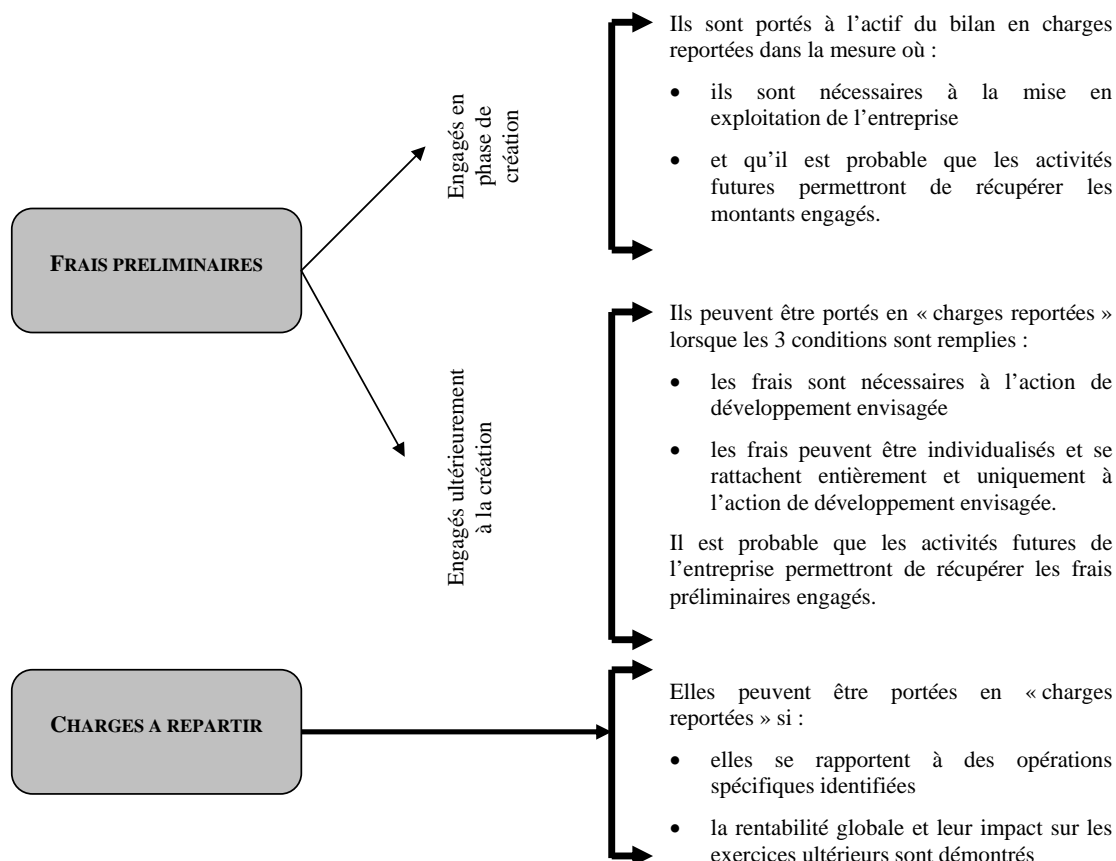 FRAIS PRELIMINAIRES
Engagés en
phase de
création
Ils sont portés à l'actif du bilan en charges
reportées dans la mesure où :
• ils sont nécessaires à la mise en
exploitation de l'entreprise
• et qu'il est probable que les activités
futures permettront de récupérer les
montants engagés.
Engagés ultérieurement
à la création
Ils peuvent être portés en « charges reportées »
lorsque les 3 conditions sont remplies :
• les frais sont nécessaires à l'action de
développement envisagée
• les frais peuvent être individualisés et se
rattachent entièrement et uniquement à
l'action de développement envisagée.
Il est probable que les activités futures de
l'entreprise permettront de récupérer les frais
préliminaires engagés.
CHARGES A REPARTIR
Elles peuvent être portées en « charges
reportées » si :
• elles se rapportent à des opérations
spécifiques identifiées
• la rentabilité globale et leur impact sur les
exercices ultérieurs sont démontrés